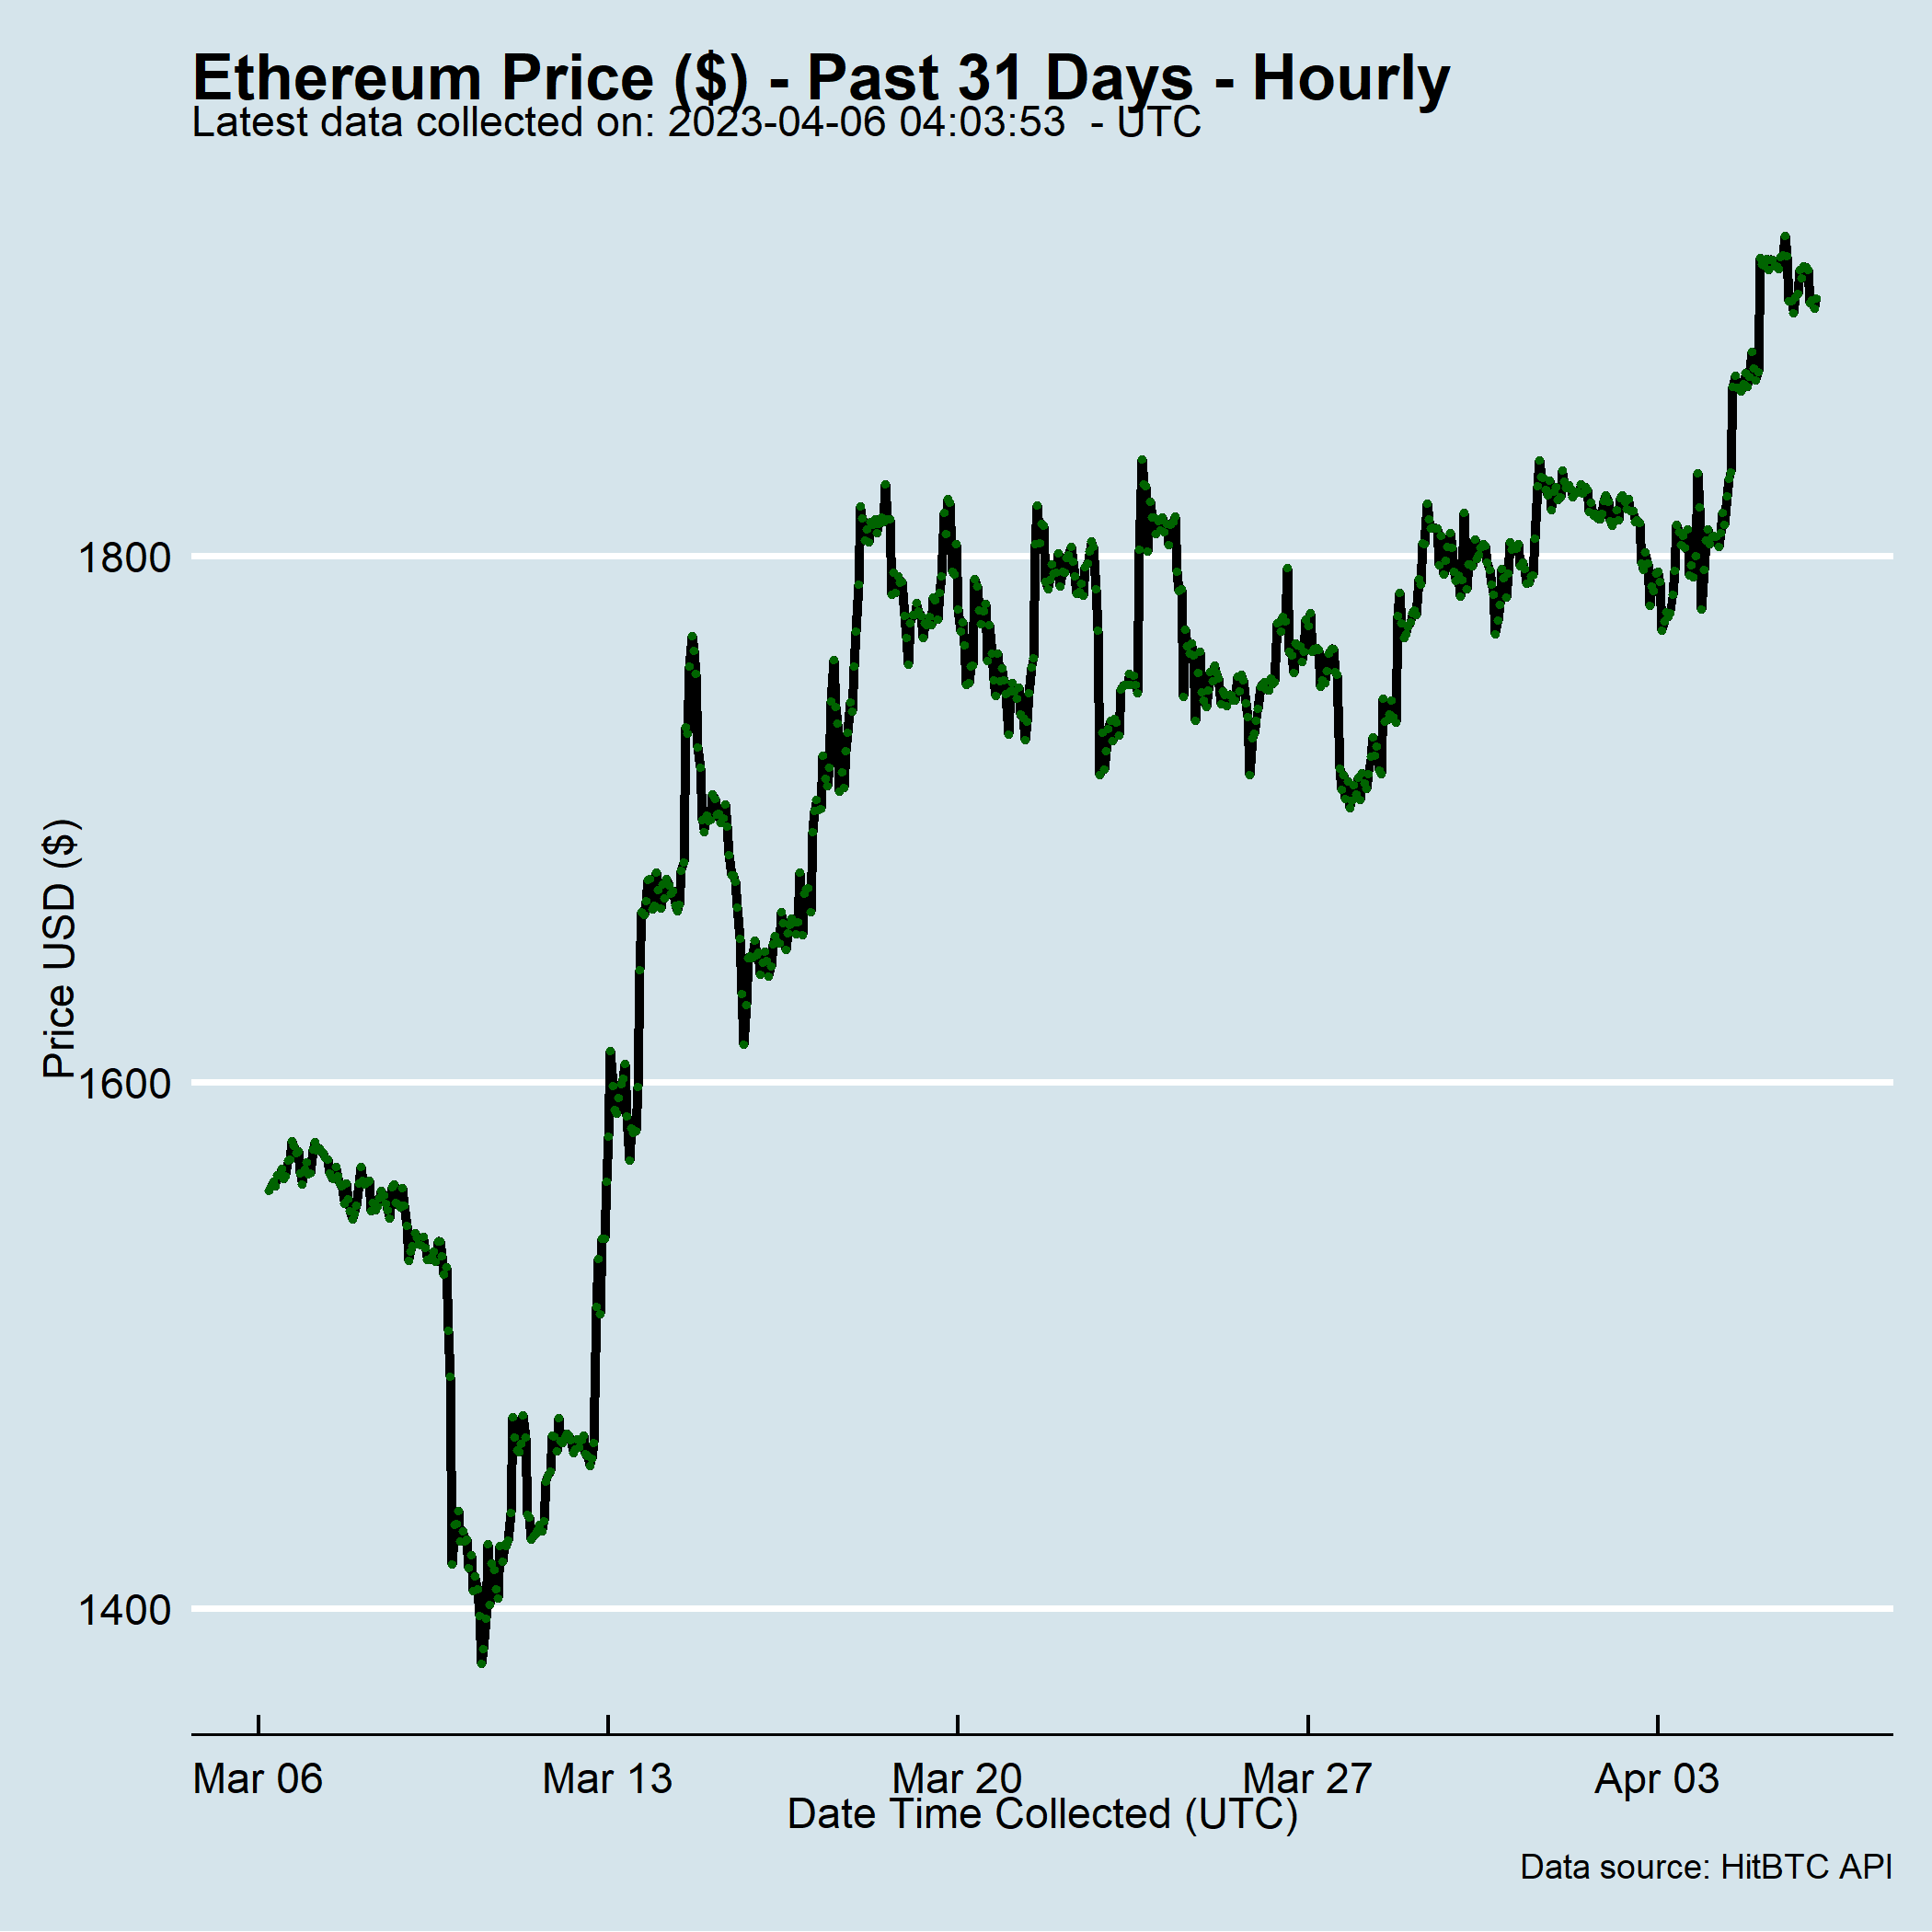 Ethereum Price ($) - Past 31 Days - Hourly
Latest data collected on: 2023-04-06 04:03:53  - UTC
Price USD ($)
1800
1600
1400
Mar 06
Mar 13
Mar 20
Mar 27
Apr 03
Date Time Collected (UTC)
Data source: HitBTC API